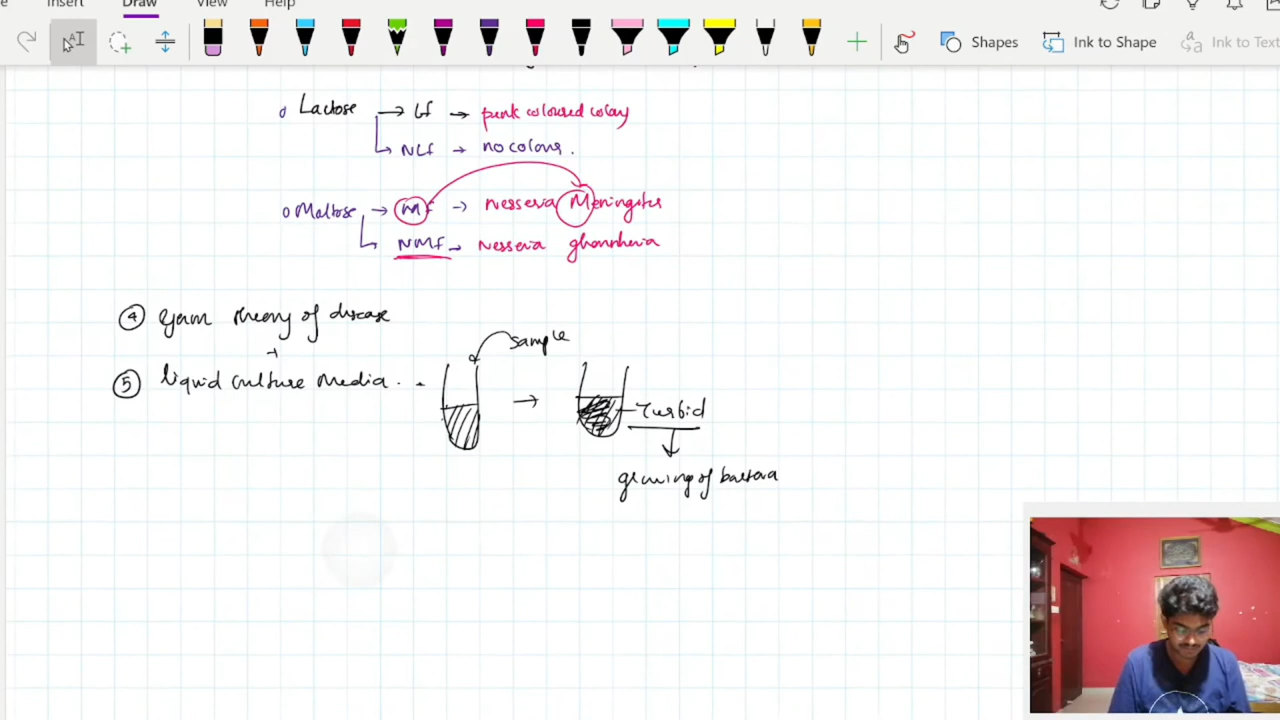 Insert Draw View Help
Shapes Ink to Shape Ink to Text
o Lactose → Lf → pink coloured colony
NLf → no colour.
o Maltose → Mf → nesseria Meningites
NMf → nesseria
④ Germ theory of disease
⑤ liquid culture Media. -
sample
→
Turbid
growing of bacteria